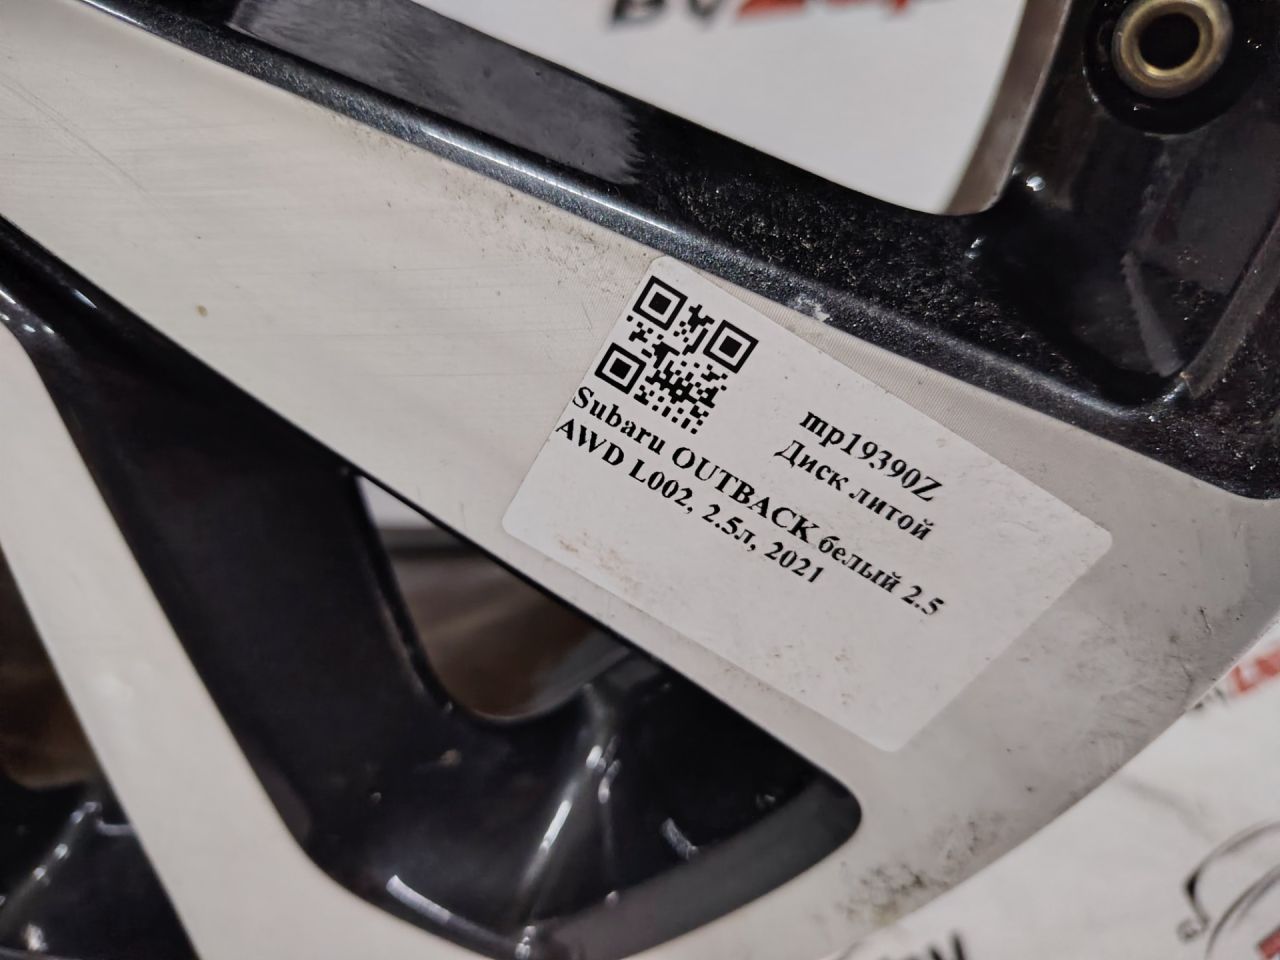 mp19390Z
Диск литой
Subaru OUTBACK белый 2.5
AWD L002, 2.5л, 2021